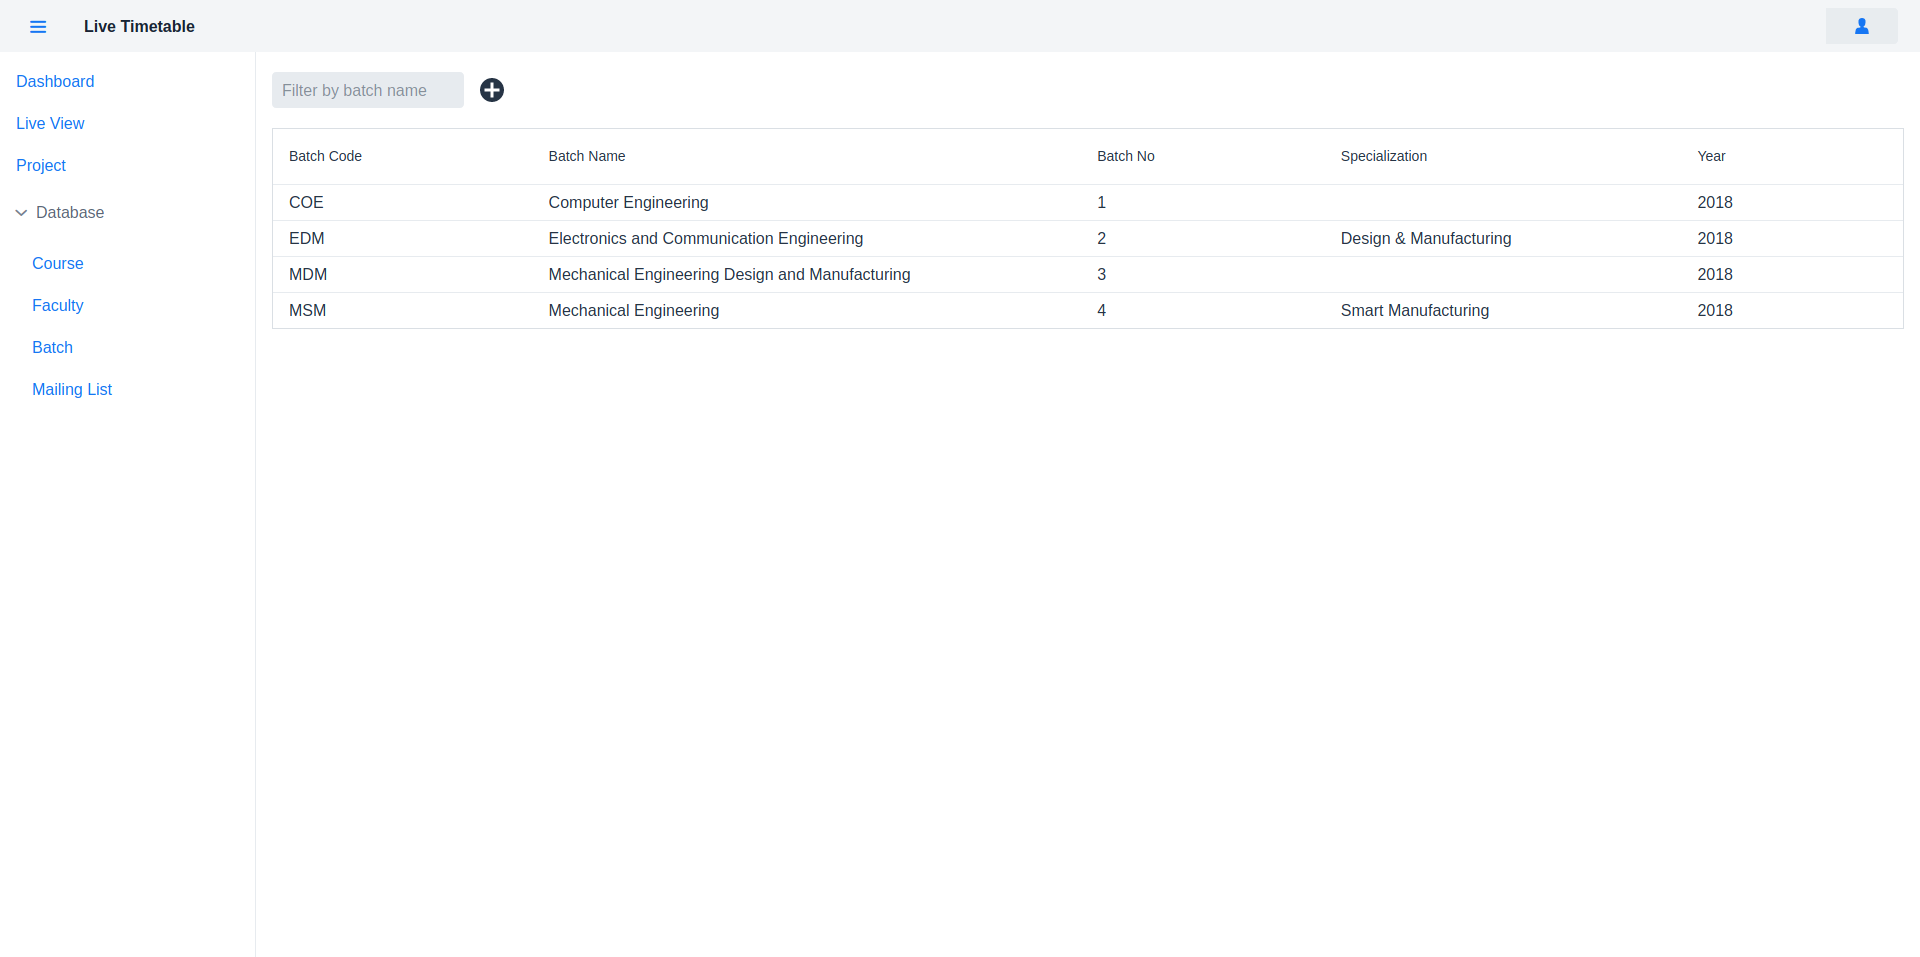 Live Timetable
Dashboard
Live View
Project
Database
Course
Faculty
Batch
Mailing List
Filter by batch name
Batch Code Batch Name Batch No Specialization Year
COE Computer Engineering 1 2018
EDM Electronics and Communication Engineering 2 Design & Manufacturing 2018
MDM Mechanical Engineering Design and Manufacturing 3 2018
MSM Mechanical Engineering 4 Smart Manufacturing 2018